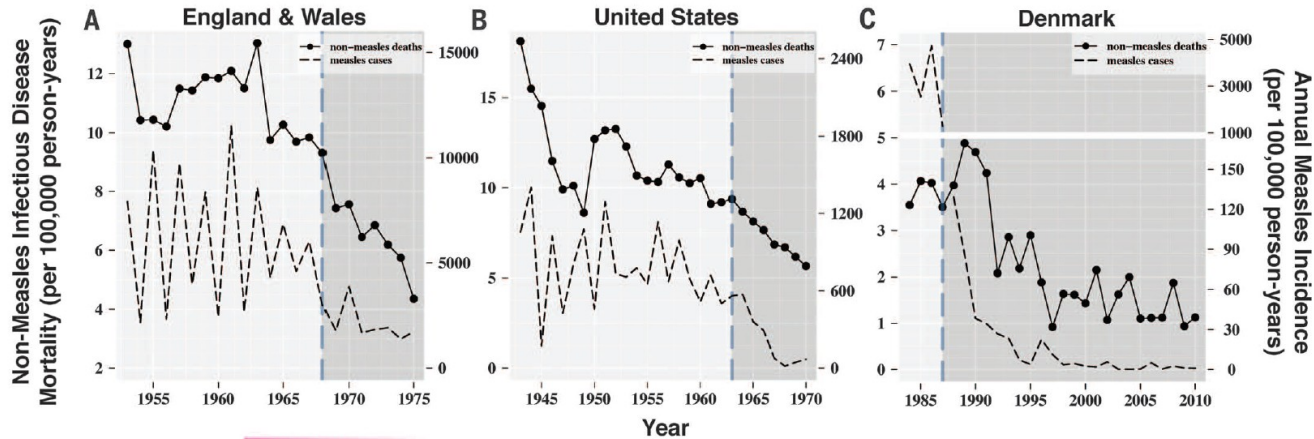 A England & Wales
non-measles deaths
measles cases
Non-Measles Infectious Disease
Mortality (per 100,000 person-years)
12
10
8
6
4
2
15000
10000
5000
0
1955 1960 1965 1970 1975
B United States
non-measles deaths
measles cases
15
10
5
0
2400
1800
1200
600
0
1945 1950 1955 1960 1965 1970
Year
C Denmark
non-measles deaths
measles cases
7
6
5
4
3
2
1
0
5000
3000
1000
150
120
90
60
30
0
1985 1990 1995 2000 2005 2010
Annual Measles Incidence
(per 100,000 person-years)